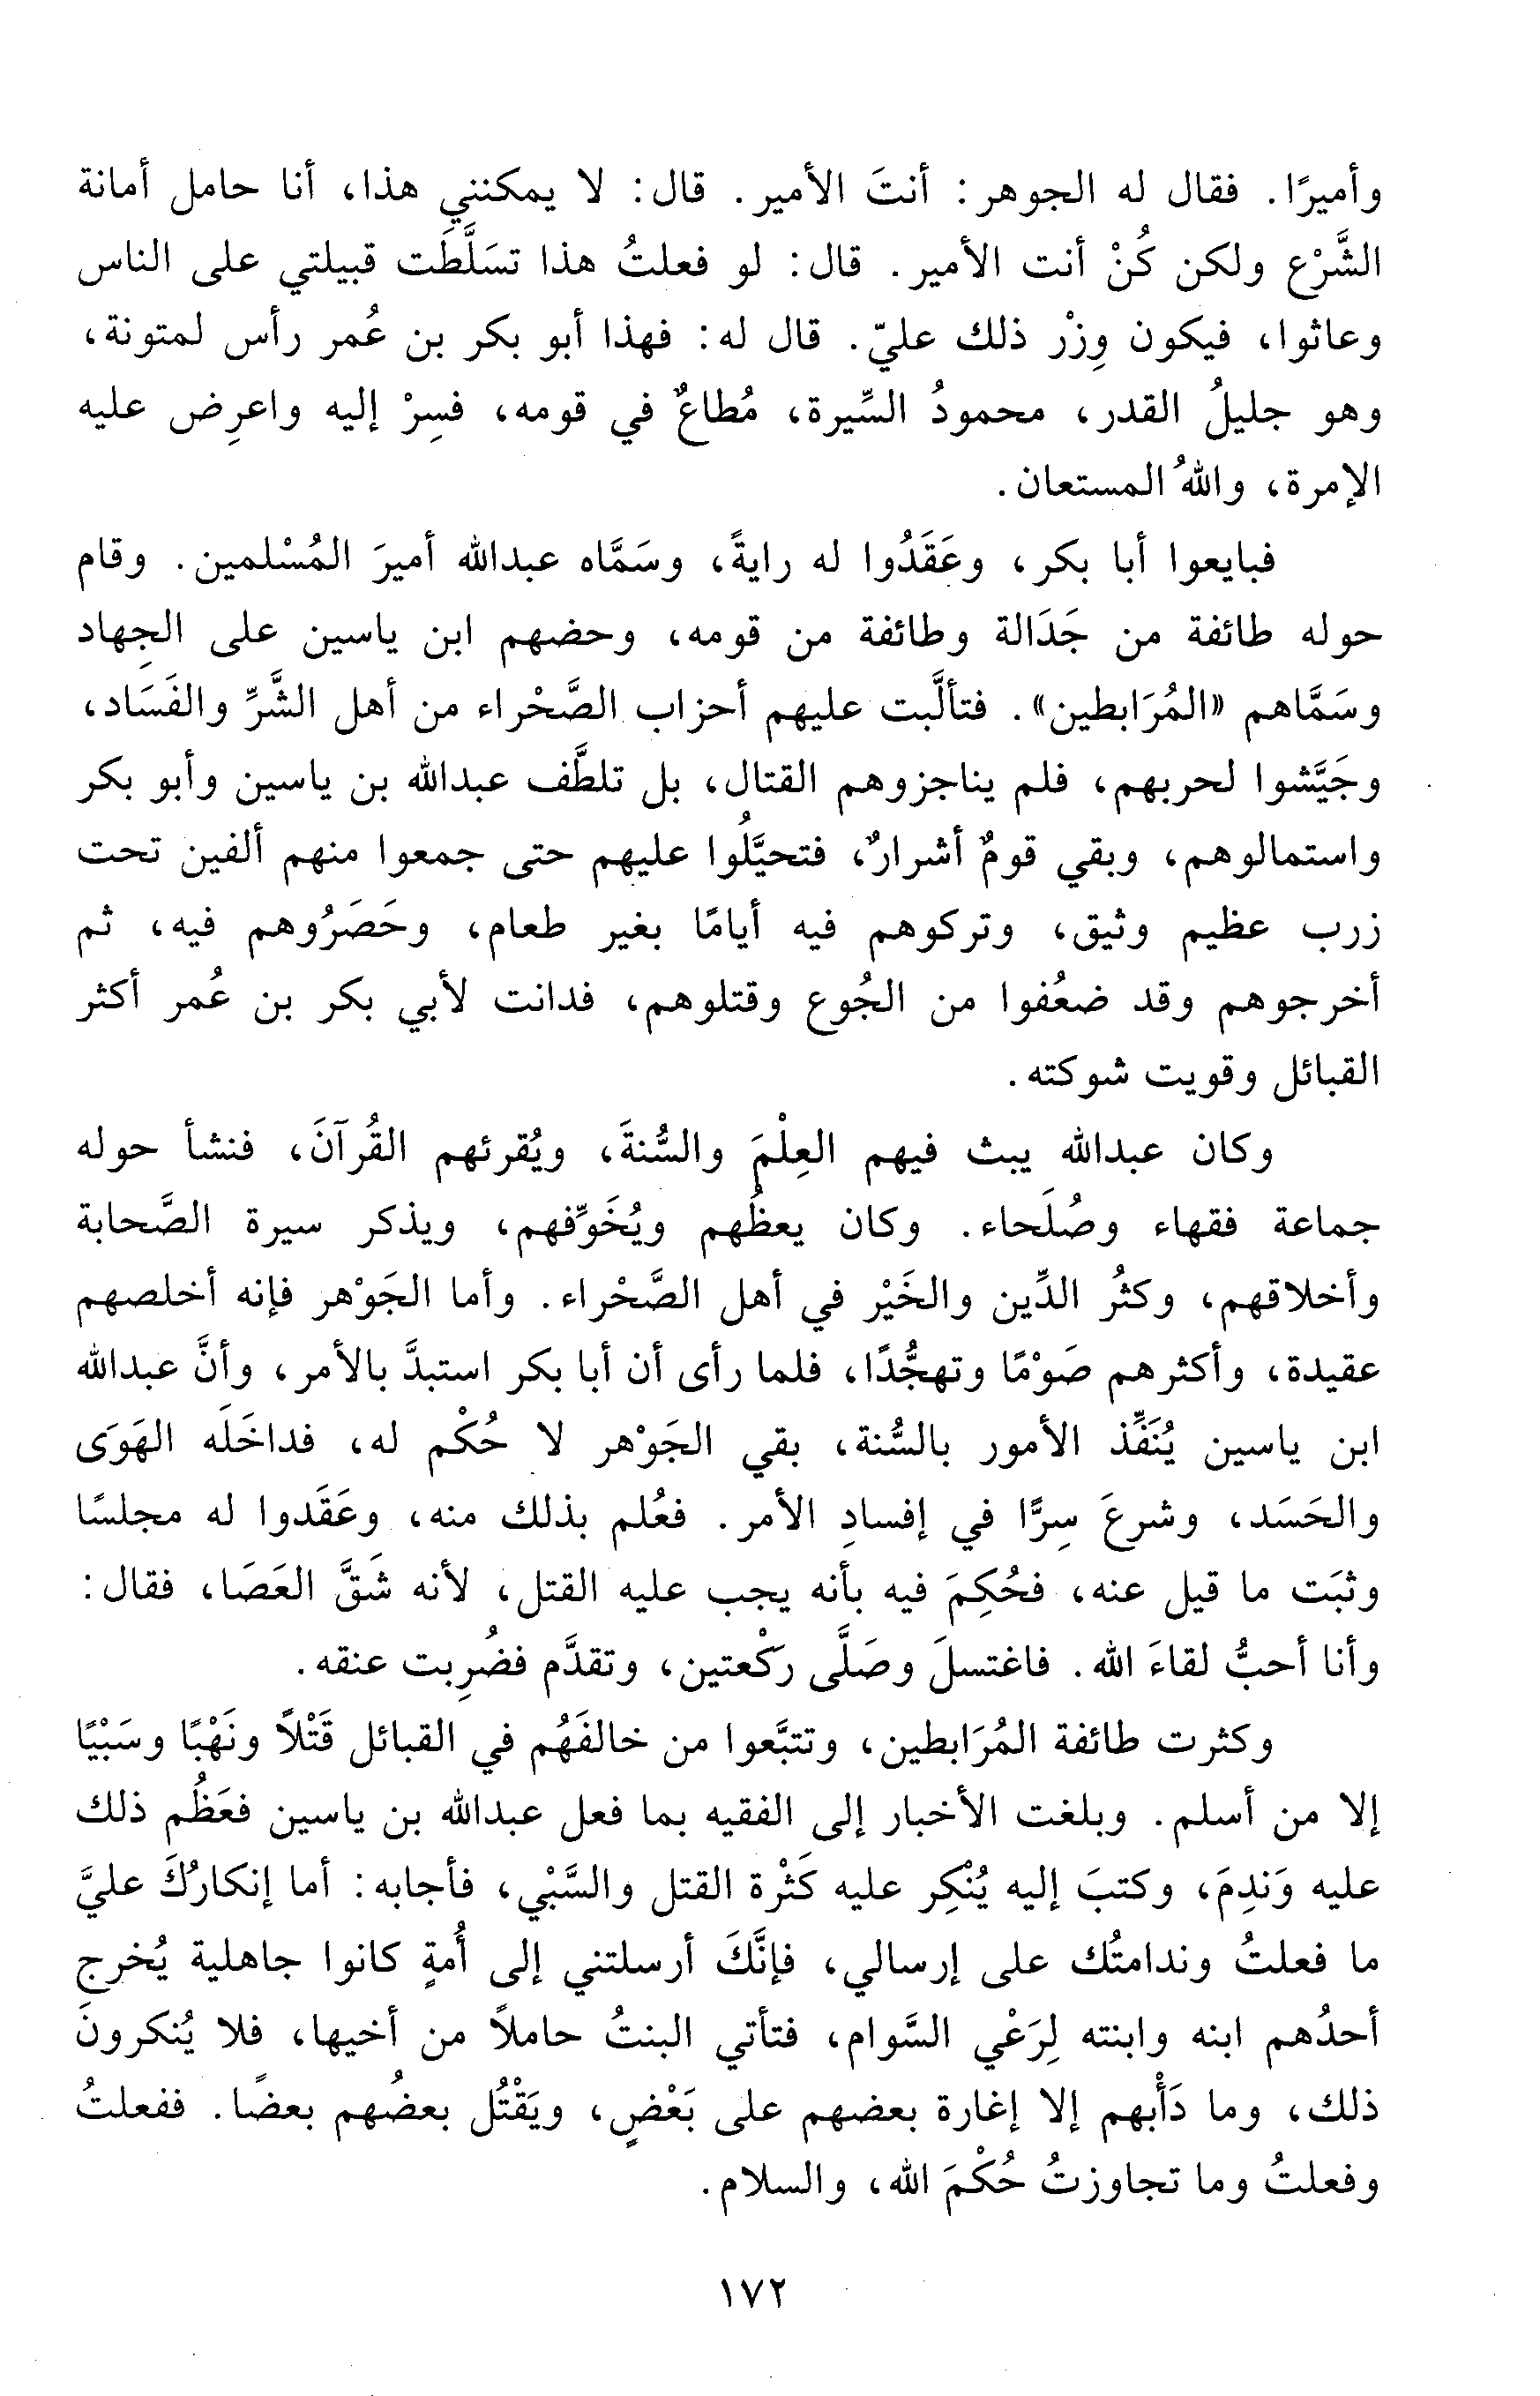 وأميرًا. فقال له الجوهر: أنتَ الأمير. قال: لا يمكنني هذا، أنا حامل أمانة
الشَّرْع ولكن كُنْ أنت الأمير. قال: لو فعلتُ هذا تسَلَّطَت قبيلتي على الناس
وعاثوا، فيكون وِزْر ذلك عليّ. قال له: فهذا أبو بكر بن عُمر رأس لمتونة،
وهو جليلُ القدر، محمودُ السِّيرة، مُطاعٌ في قومه، فسِرْ إليه واعرِض عليه
الإمرة، واللهُ المستعان.
فبايعوا أبا بكر، وعَقَدُوا له رايةً، وسَمَّاه عبدالله أميرَ المُسْلمين. وقام
حوله طائفة من جَدَالة وطائفة من قومه، وحضهم ابن ياسين على الجِهاد
وسَمَّاهم «المُرَابطين». فتألَّبت عليهم أحزاب الصَّحْراء من أهل الشَّرِّ والفَسَاد،
وجَيَّشوا لحربهم، فلم يناجزوهم القتال، بل تلطَّف عبدالله بن ياسين وأبو بكر
واستمالوهم، وبقي قومٌ أشرارٌ، فتحيَّلُوا عليهم حتى جمعوا منهم ألفين تحت
زرب عظيم وثيق، وتركوهم فيه أيامًا بغير طعام، وحَصَرُوهم فيه، ثم
أخرجوهم وقد ضعُفوا من الجُوع وقتلوهم، فدانت لأبي بكر بن عُمر أكثر
القبائل وقويت شوكته.
وكان عبدالله يبث فيهم العِلْمَ والسُّنةَ، ويُقرئهم القُرآنَ، فنشأ حوله
جماعة فقهاء وصُلَحاء. وكان يعظُهم ويُخَوِّفهم، ويذكر سيرة الصَّحابة
وأخلاقهم، وكثُر الدِّين والخَيْر في أهل الصَّحْراء. وأما الجَوْهر فإنه أخلصهم
عقيدة، وأكثرهم صَوْمًا وتهجُّدًا، فلما رأى أن أبا بكر استبدَّ بالأمر، وأنَّ عبدالله
ابن ياسين يُنَفِّذ الأمور بالسُّنة، بقي الجَوْهر لا حُكْم له، فداخَلَه الهَوَى
والحَسَد، وشرعَ سِرًّا في إفسادِ الأمر. فعُلم بذلك منه، وعَقَدوا له مجلسًا
وثبَت ما قيل عنه، فحُكِمَ فيه بأنه يجب عليه القتل، لأنه شَقَّ العَصَا، فقال:
وأنا أحبُّ لقاءَ الله. فاغتسلَ وصَلَّى ركْعتين، وتقدَّم فضُرِبت عنقه.
وكثرت طائفة المُرَابطين، وتتبَّعوا من خالفَهُم في القبائل قَتْلاً ونَهْبًا وسَبْيًا
إلا من أسلم. وبلغت الأخبار إلى الفقيه بما فعل عبدالله بن ياسين فعَظُم ذلك
عليه وَندِمَ، وكتبَ إليه يُنْكِر عليه كَثْرة القتل والسَّبْي، فأجابه: أما إنكارُكَ عليَّ
ما فعلتُ وندامتُك على إرسالي، فإنَّكَ أرسلتني إلى أُمةٍ كانوا جاهلية يُخرج
أحدُهم ابنه وابنته لِرَعْي السَّوام، فتأتي البنتُ حاملاً من أخيها، فلا يُنكرونَ
ذلك، وما دَأْبهم إلا إغارة بعضهم على بَعْضٍ، ويَقْتُل بعضُهم بعضًا. ففعلتُ
وفعلتُ وما تجاوزتُ حُكْمَ الله، والسلام.
١٧٢